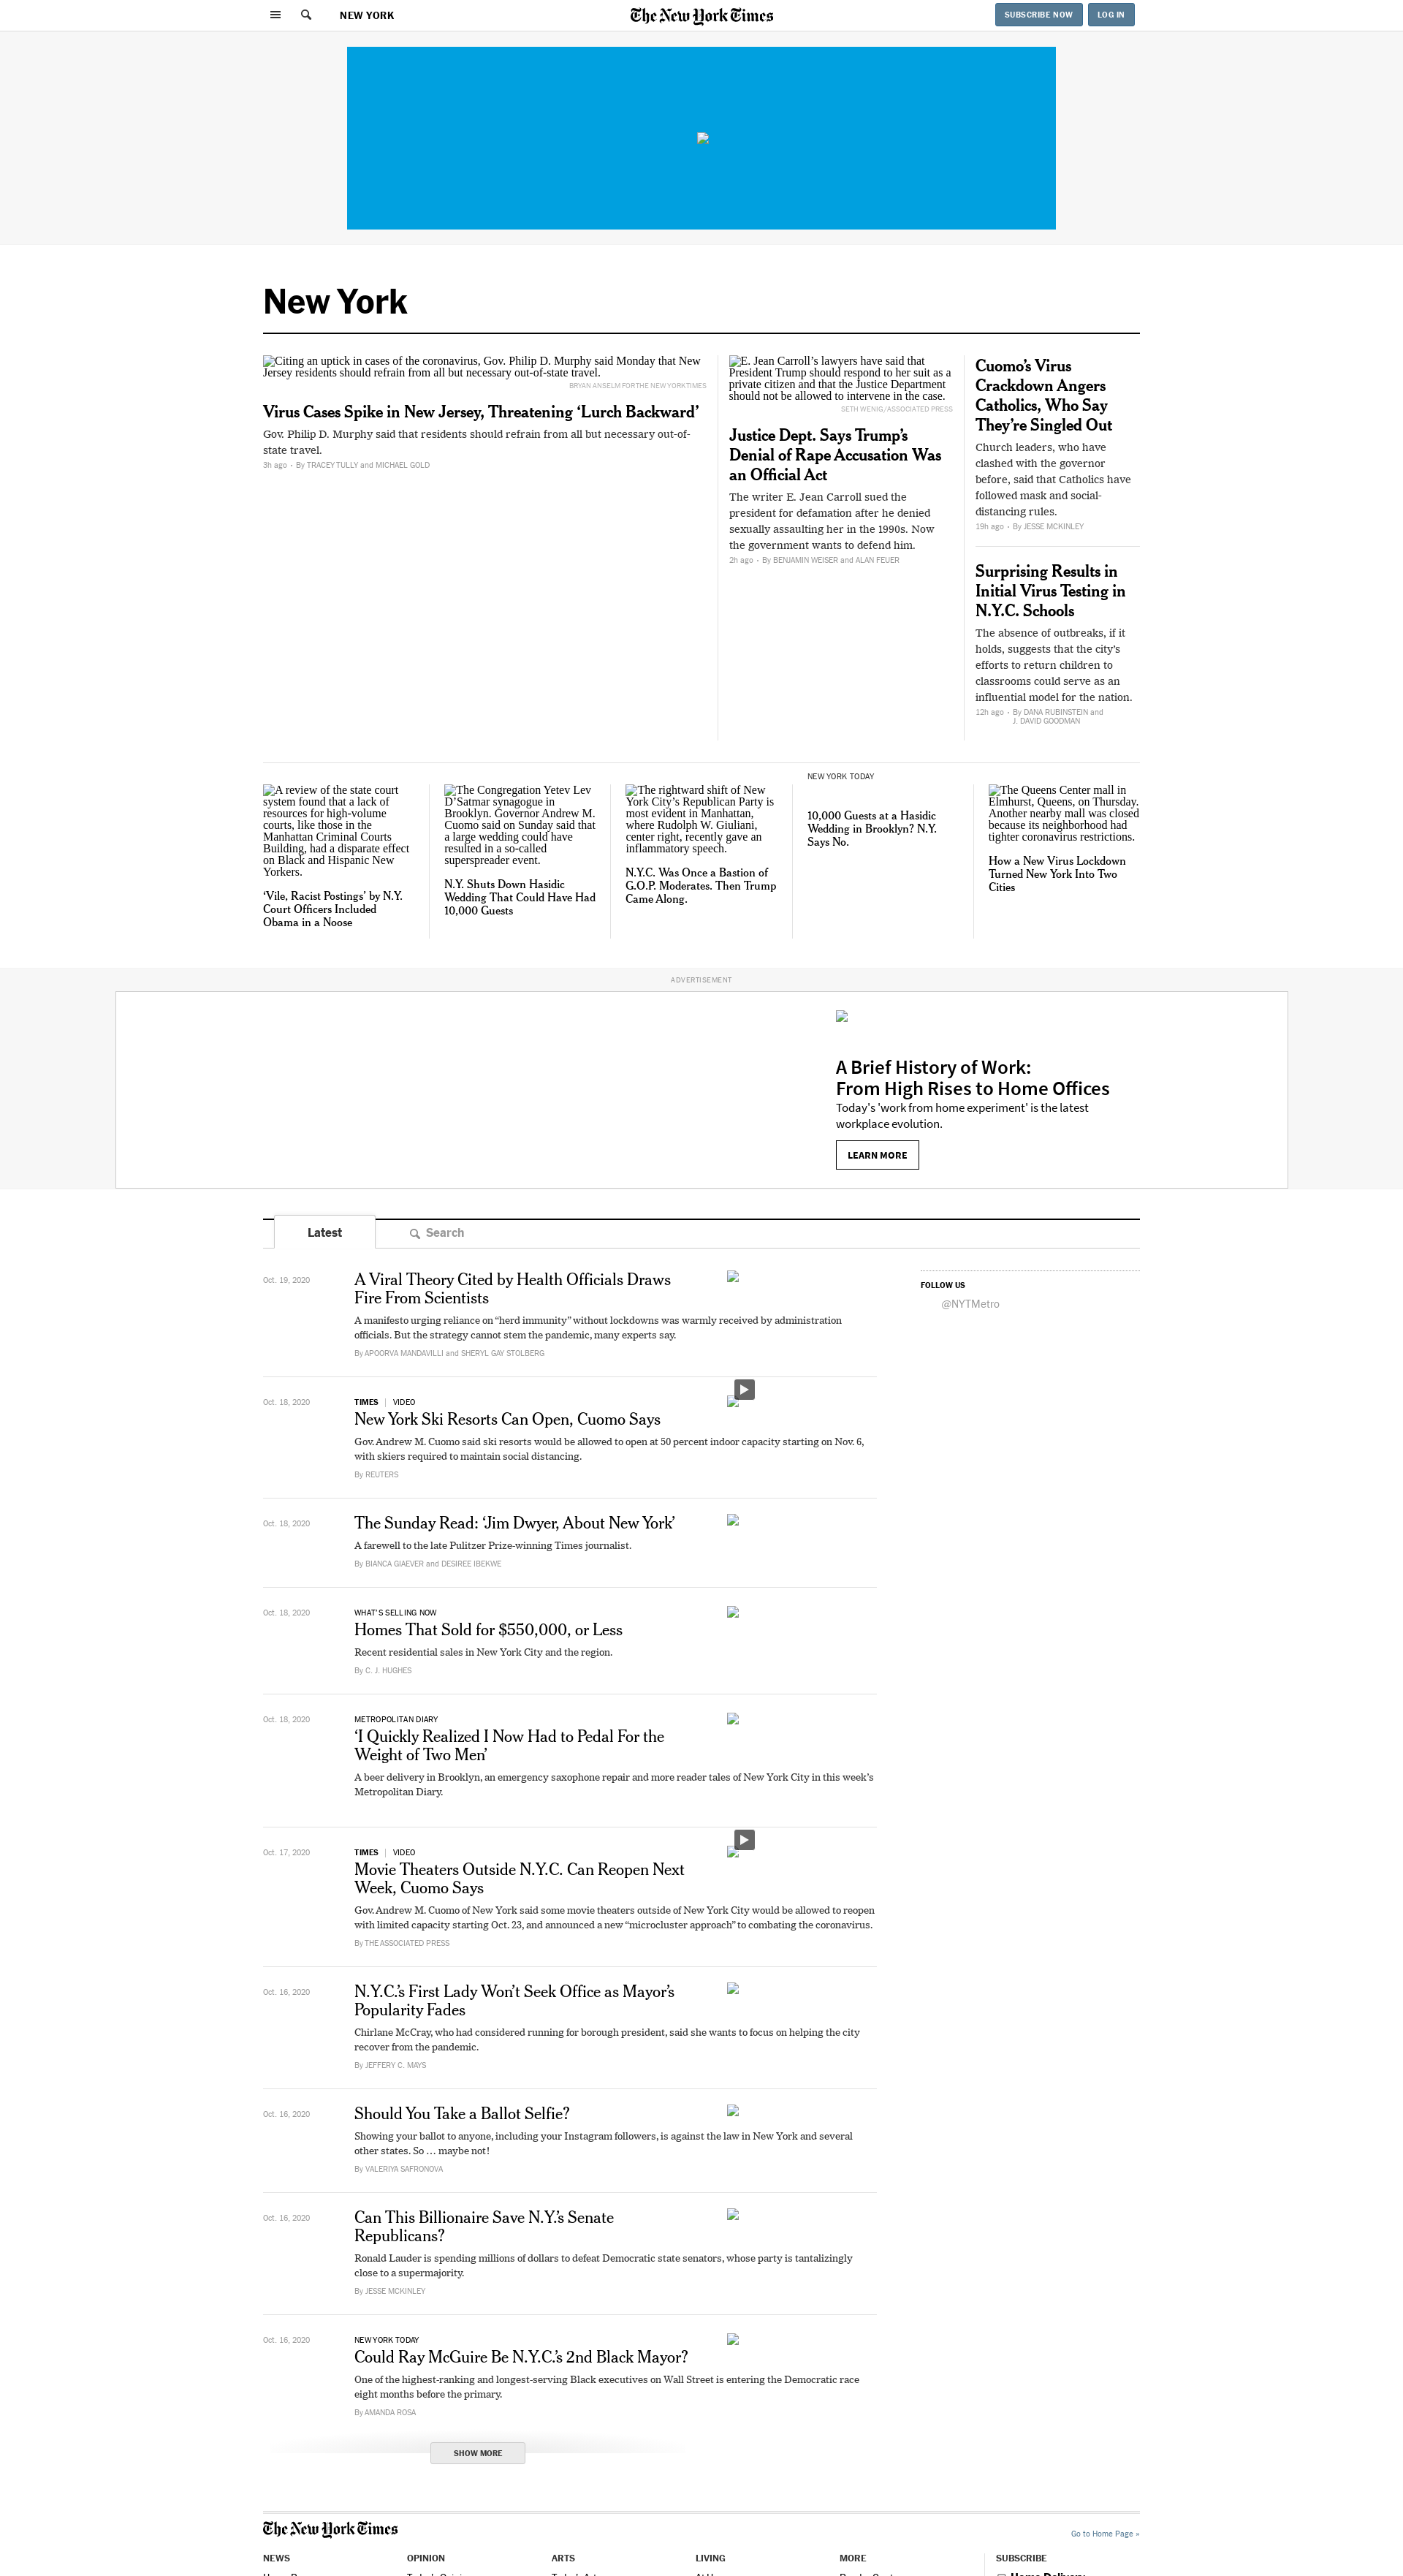 NEW YORK
The New York Times
SUBSCRIBE NOW
LOG IN
New York
Citing an uptick in cases of the coronavirus, Gov. Philip D. Murphy said Monday that New
Jersey residents should refrain from all but necessary out-of-state travel.
BRYAN ANSELM FOR THE NEW YORK TIMES
Virus Cases Spike in New Jersey, Threatening ‘Lurch Backward’
Gov. Philip D. Murphy said that residents should refrain from all but necessary out-of-
state travel.
3h ago • By TRACEY TULLY and MICHAEL GOLD
E. Jean Carroll’s lawyers have said that
President Trump should respond to her suit as a
private citizen and that the Justice Department
should not be allowed to intervene in the case.
SETH WENIG/ASSOCIATED PRESS
Justice Dept. Says Trump’s
Denial of Rape Accusation Was
an Official Act
The writer E. Jean Carroll sued the
president for defamation after he denied
sexually assaulting her in the 1990s. Now
the government wants to defend him.
2h ago • By BENJAMIN WEISER and ALAN FEUER
Cuomo’s Virus
Crackdown Angers
Catholics, Who Say
They’re Singled Out
Church leaders, who have
clashed with the governor
before, said that Catholics have
followed mask and social-
distancing rules.
19h ago • By JESSE MCKINLEY
Surprising Results in
Initial Virus Testing in
N.Y.C. Schools
The absence of outbreaks, if it
holds, suggests that the city’s
efforts to return children to
classrooms could serve as an
influential model for the nation.
12h ago • By DANA RUBINSTEIN and
J. DAVID GOODMAN
A review of the state court
system found that a lack of
resources for high-volume
courts, like those in the
Manhattan Criminal Courts
Building, had a disparate effect
on Black and Hispanic New
Yorkers.
‘Vile, Racist Postings’ by N.Y.
Court Officers Included
Obama in a Noose
The Congregation Yetev Lev
D’Satmar synagogue in
Brooklyn. Governor Andrew M.
Cuomo said on Sunday said that
a large wedding could have
resulted in a so-called
superspreader event.
N.Y. Shuts Down Hasidic
Wedding That Could Have Had
10,000 Guests
The rightward shift of New
York City’s Republican Party is
most evident in Manhattan,
where Rudolph W. Giuliani,
center right, recently gave an
inflammatory speech.
N.Y.C. Was Once a Bastion of
G.O.P. Moderates. Then Trump
Came Along.
NEW YORK TODAY
10,000 Guests at a Hasidic
Wedding in Brooklyn? N.Y.
Says No.
The Queens Center mall in
Elmhurst, Queens, on Thursday.
Another nearby mall was closed
because its neighborhood had
tighter coronavirus restrictions.
How a New Virus Lockdown
Turned New York Into Two
Cities
ADVERTISEMENT
A Brief History of Work:
From High Rises to Home Offices
Today's 'work from home experiment' is the latest
workplace evolution.
LEARN MORE
Latest
Search
Oct. 19, 2020
A Viral Theory Cited by Health Officials Draws
Fire From Scientists
A manifesto urging reliance on “herd immunity” without lockdowns was warmly received by administration
officials. But the strategy cannot stem the pandemic, many experts say.
By APOORVA MANDAVILLI and SHERYL GAY STOLBERG
FOLLOW US
@NYTMetro
Oct. 18, 2020
TIMES | VIDEO
New York Ski Resorts Can Open, Cuomo Says
Gov. Andrew M. Cuomo said ski resorts would be allowed to open at 50 percent indoor capacity starting on Nov. 6,
with skiers required to maintain social distancing.
By REUTERS
Oct. 18, 2020
The Sunday Read: ‘Jim Dwyer, About New York’
A farewell to the late Pulitzer Prize-winning Times journalist.
By BIANCA GIAEVER and DESIREE IBEKWE
Oct. 18, 2020
WHAT’S SELLING NOW
Homes That Sold for $550,000, or Less
Recent residential sales in New York City and the region.
By C. J. HUGHES
Oct. 18, 2020
METROPOLITAN DIARY
‘I Quickly Realized I Now Had to Pedal For the
Weight of Two Men’
A beer delivery in Brooklyn, an emergency saxophone repair and more reader tales of New York City in this week’s
Metropolitan Diary.
Oct. 17, 2020
TIMES | VIDEO
Movie Theaters Outside N.Y.C. Can Reopen Next
Week, Cuomo Says
Gov. Andrew M. Cuomo of New York said some movie theaters outside of New York City would be allowed to reopen
with limited capacity starting Oct. 23, and announced a new “microcluster approach” to combating the coronavirus.
By THE ASSOCIATED PRESS
Oct. 16, 2020
N.Y.C.’s First Lady Won’t Seek Office as Mayor’s
Popularity Fades
Chirlane McCray, who had considered running for borough president, said she wants to focus on helping the city
recover from the pandemic.
By JEFFERY C. MAYS
Oct. 16, 2020
Should You Take a Ballot Selfie?
Showing your ballot to anyone, including your Instagram followers, is against the law in New York and several
other states. So … maybe not!
By VALERIYA SAFRONOVA
Oct. 16, 2020
Can This Billionaire Save N.Y.’s Senate
Republicans?
Ronald Lauder is spending millions of dollars to defeat Democratic state senators, whose party is tantalizingly
close to a supermajority.
By JESSE MCKINLEY
Oct. 16, 2020
NEW YORK TODAY
Could Ray McGuire Be N.Y.C.’s 2nd Black Mayor?
One of the highest-ranking and longest-serving Black executives on Wall Street is entering the Democratic race
eight months before the primary.
By AMANDA ROSA
SHOW MORE
The New York Times
Go to Home Page »
NEWS
OPINION
ARTS
LIVING
MORE
SUBSCRIBE